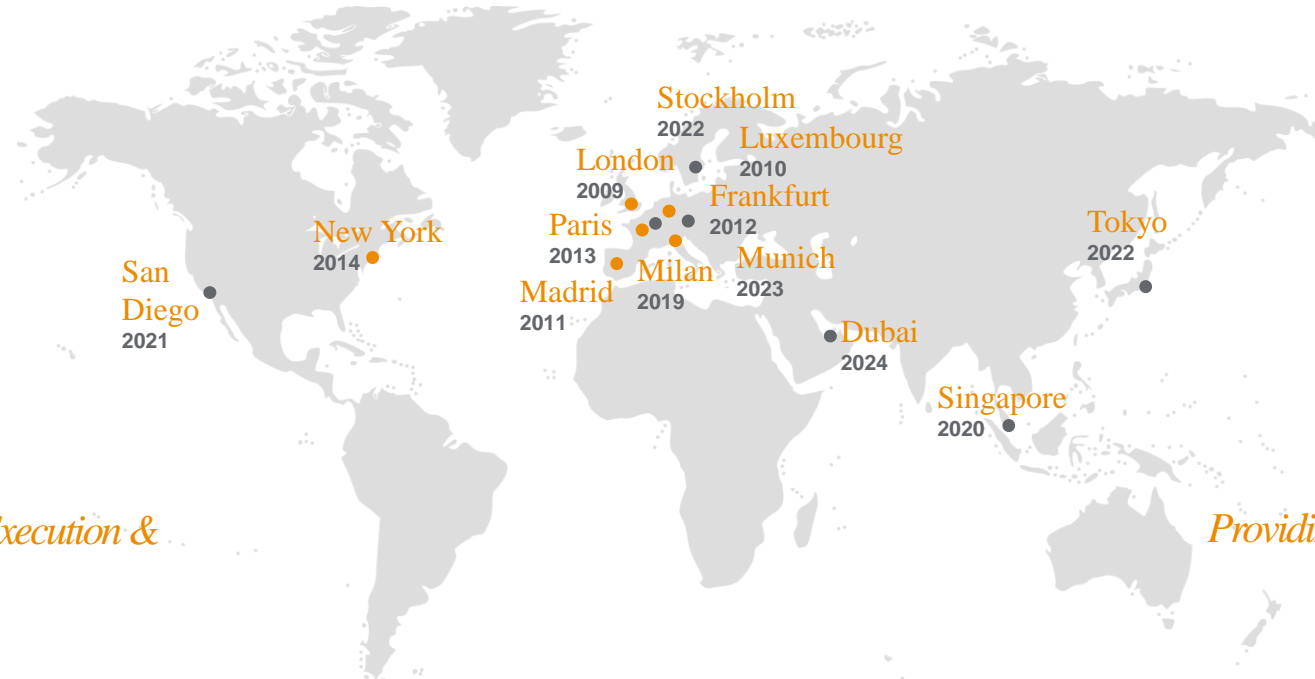 Stockholm
2022
Luxembourg
2010
London
2009
Frankfurt
2012
Paris
2013
New York
2014
Tokyo
2022
Milan
2019
Munich
2023
San
Diego
2021
Madrid
2011
Dubai
2024
Singapore
2020
xecution &
Providi